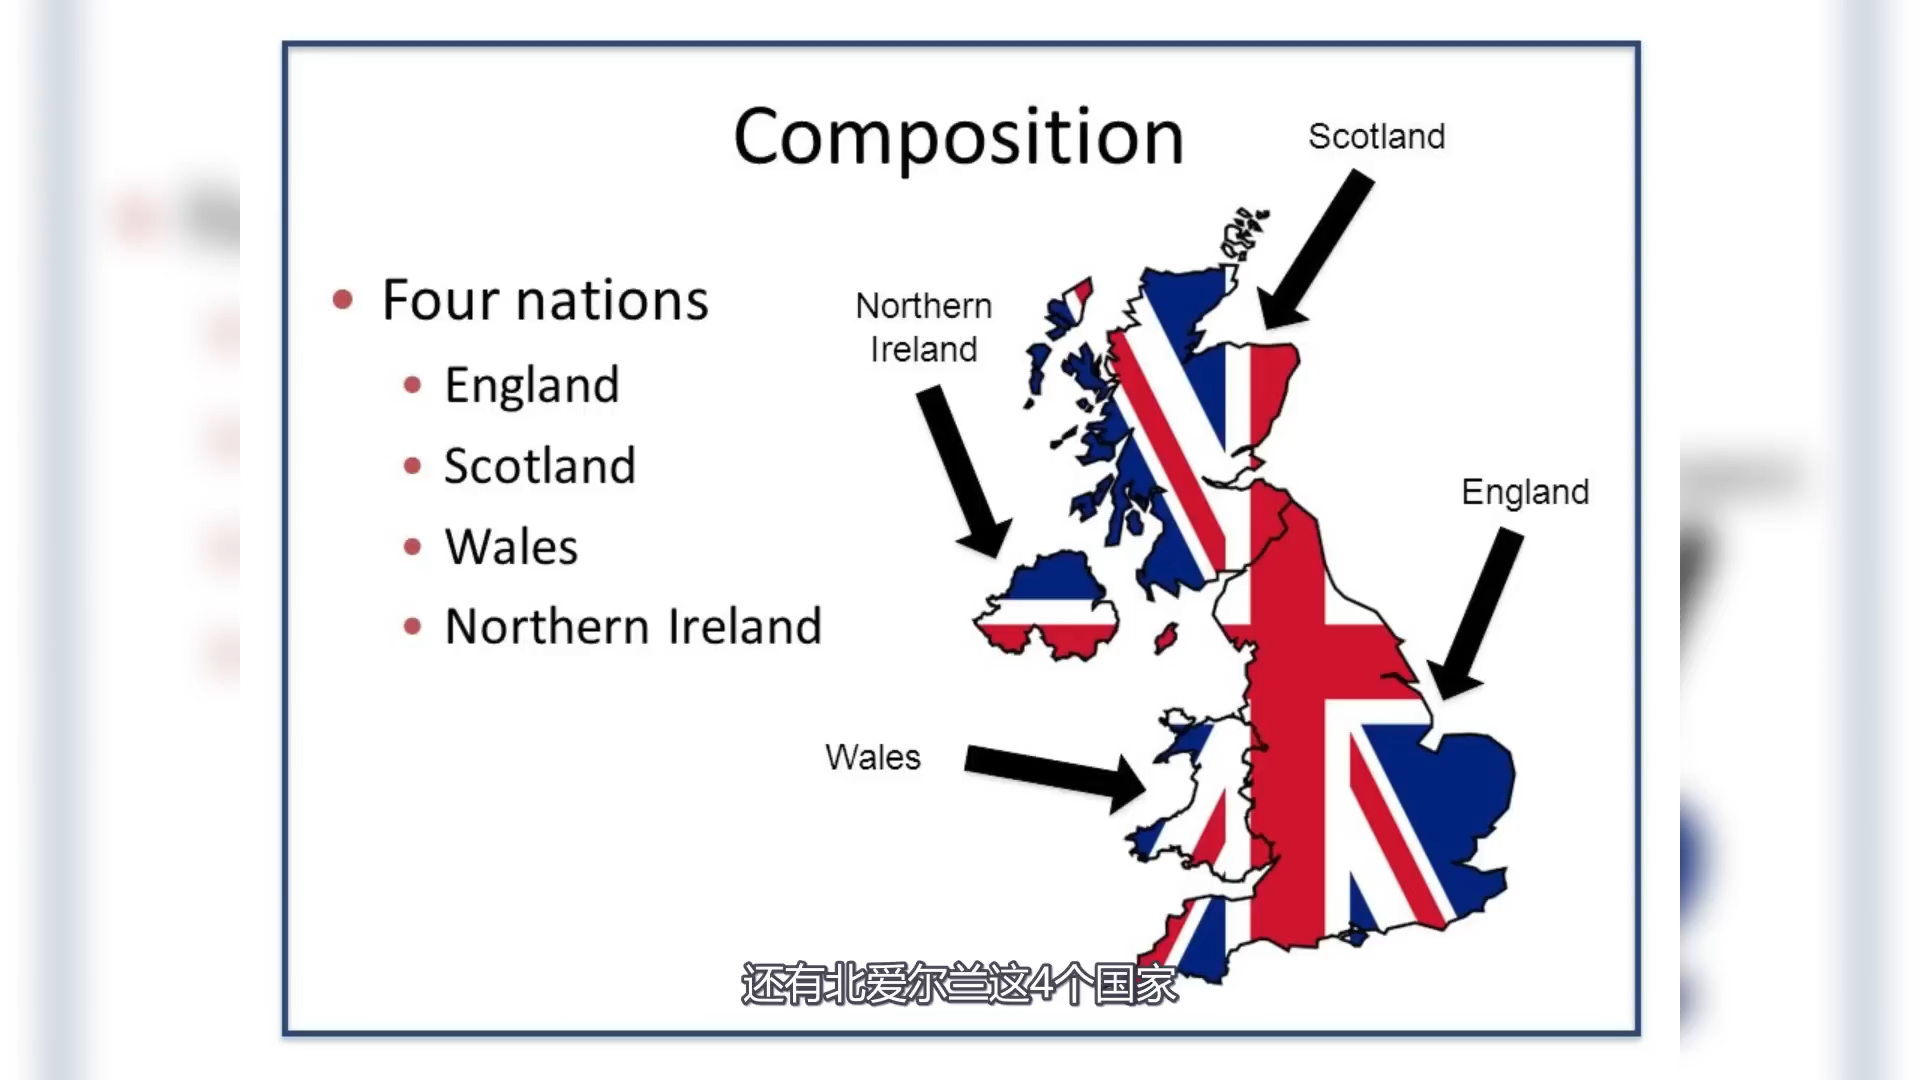 Composition
Scotland
Four nations
Northern
Ireland
England
Scotland
England
Wales
Northern Ireland
Wales
还有北爱尔兰这4个国家